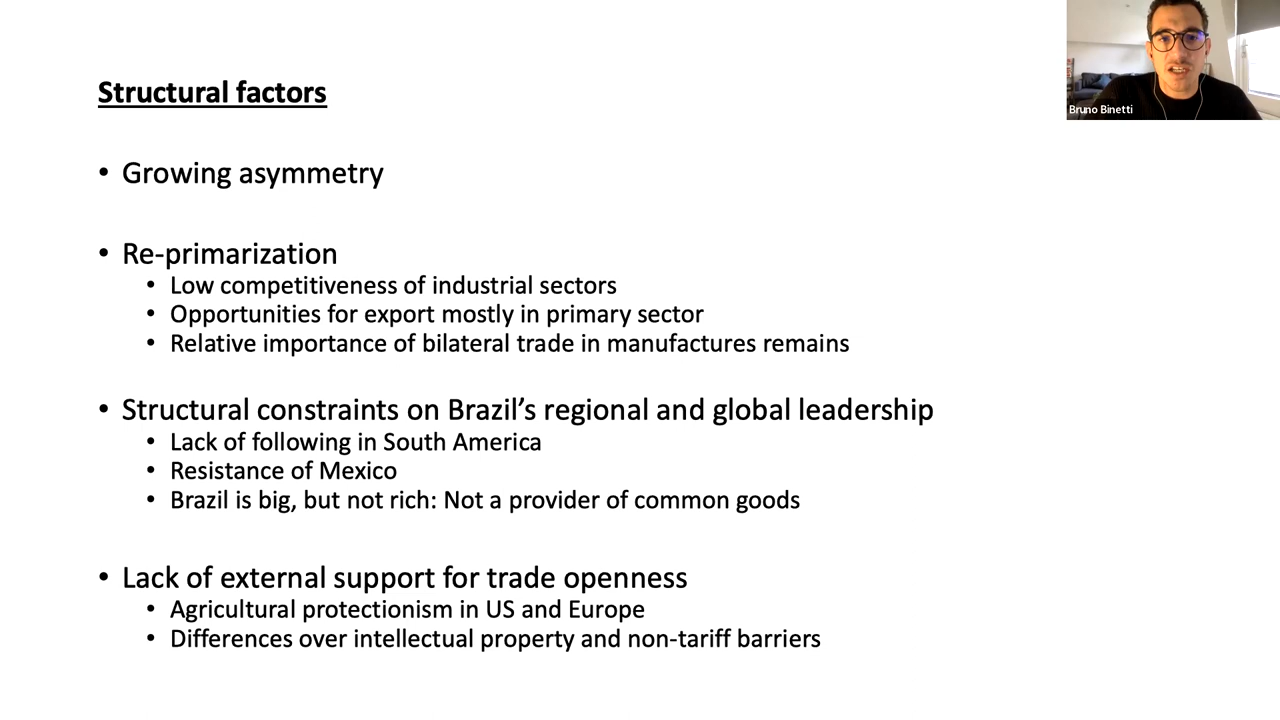 Structural factors
Bruno Binetti
• Growing asymmetry
• Re-primarization
• Low competitiveness of industrial sectors
• Opportunities for export mostly in primary sector
• Relative importance of bilateral trade in manufactures remains
• Structural constraints on Brazil’s regional and global leadership
• Lack of following in South America
• Resistance of Mexico
• Brazil is big, but not rich: Not a provider of common goods
• Lack of external support for trade openness
• Agricultural protectionism in US and Europe
• Differences over intellectual property and non-tariff barriers